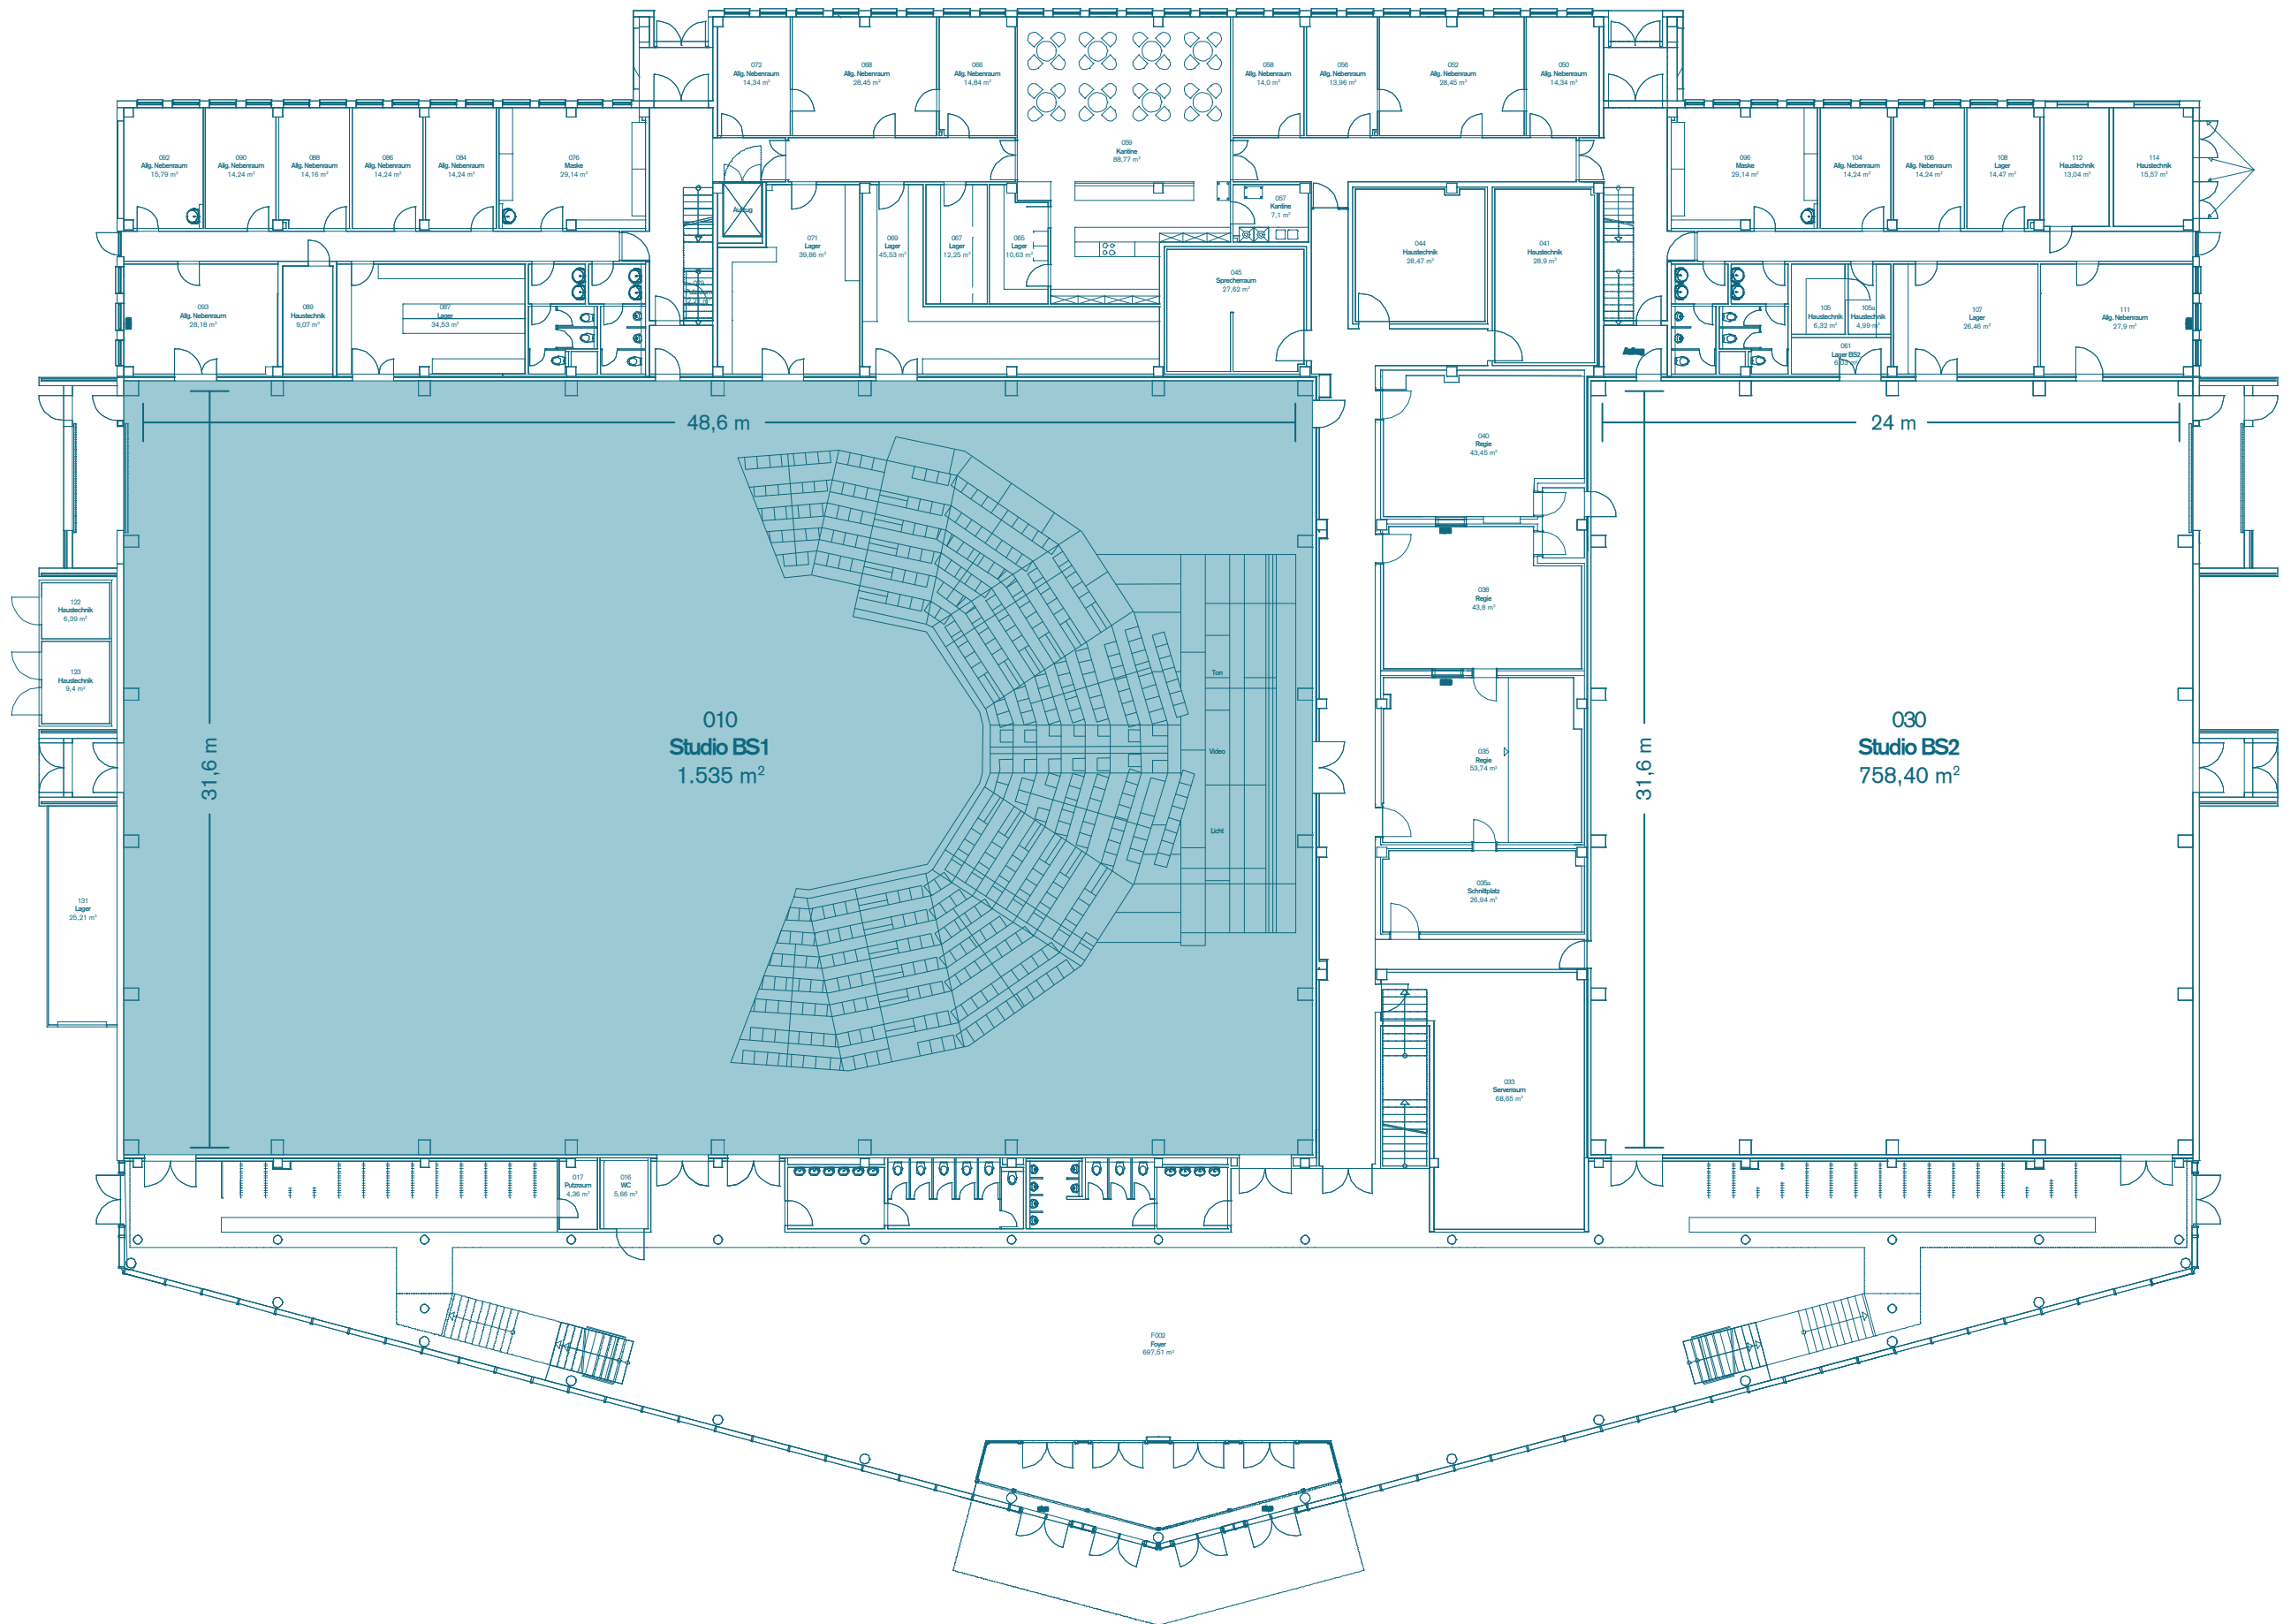 072
Allg. Nebenraum
14,34 m²
068
Allg. Nebenraum
28,45 m²
066
Allg. Nebenraum
14,84 m²
058
Allg. Nebenraum
14,0 m²
056
Allg. Nebenraum
13,96 m²
052
Allg. Nebenraum
28,45 m²
050
Allg. Nebenraum
14,34 m²
059
Kantine
88,77 m²
092
Allg. Nebenraum
15,79 m²
090
Allg. Nebenraum
14,24 m²
088
Allg. Nebenraum
14,16 m²
086
Allg. Nebenraum
14,24 m²
084
Allg. Nebenraum
14,24 m²
076
Maske
29,14 m²
096
Maske
29,14 m²
104
Allg. Nebenraum
14,24 m²
106
Allg. Nebenraum
14,24 m²
108
Lager
14,47 m²
112
Haustechnik
13,04 m²
114
Haustechnik
15,57 m²
Aufzug
057
Kantine
7,1 m²
071
Lager
39,86 m²
069
Lager
45,53 m²
067
Lager
12,25 m²
065
Lager
10,63 m²
045
Sprecherraum
27,62 m²
044
Haustechnik
28,47 m²
041
Haustechnik
28,9 m²
093
Allg. Nebenraum
28,18 m²
089
Haustechnik
9,07 m²
087
Lager
34,53 m²
Putzraum
105
Haustechnik
6,32 m²
105a
Haustechnik
4,99 m²
061
Lager BS2
107
Lager
26,46 m²
111
Allg. Nebenraum
27,9 m²
48,6 m
24 m
040
Regie
43,45 m²
038
Regie
43,8 m²
122
Haustechnik
6,39 m²
123
Haustechnik
9,4 m²
31,6 m
010
Studio BS1
1.535 m²
Ton
Video
Licht
035
Regie
53,74 m²
31,6 m
030
Studio BS2
758,40 m²
035a
Schnittplatz
26,94 m²
131
Lager
25,21 m²
033
Serverraum
68,65 m²
017
Putzraum
4,36 m²
016
WC
5,66 m²
F002
Foyer
697,51 m²